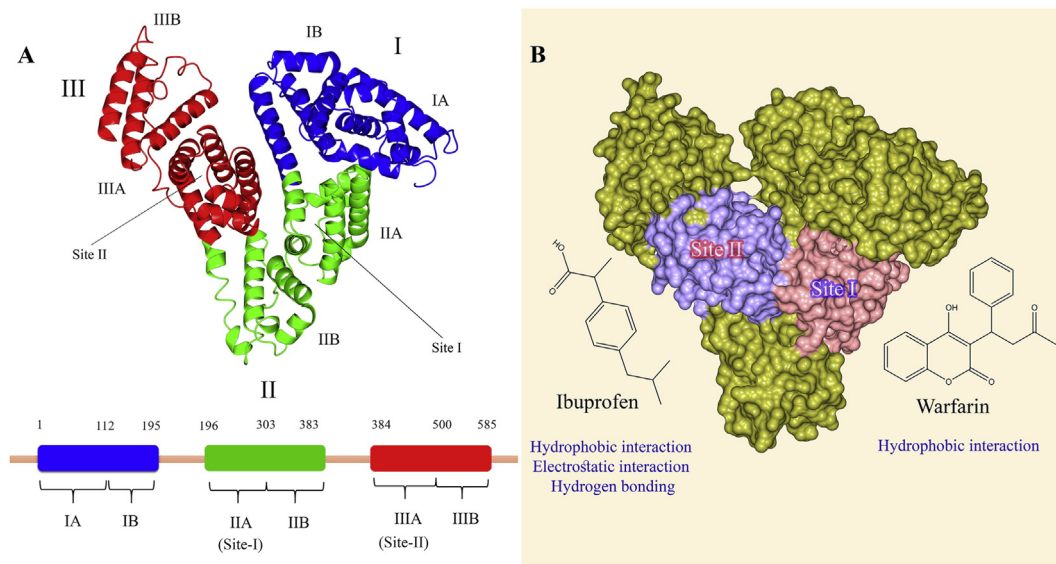 A
IIIB
III
IB
I
IA
IIIA
IIA
Site II
IIB
Site I
II
1 112 195 196 303 383 384 500 585
IA IB IIA IIB IIIA IIIB
(Site-I) (Site-II)
B
Site II
Site I
HO
O
OH
O
O
O
Ibuprofen
Warfarin
Hydrophobic interaction
Electrostatic interaction
Hydrogen bonding
Hydrophobic interaction